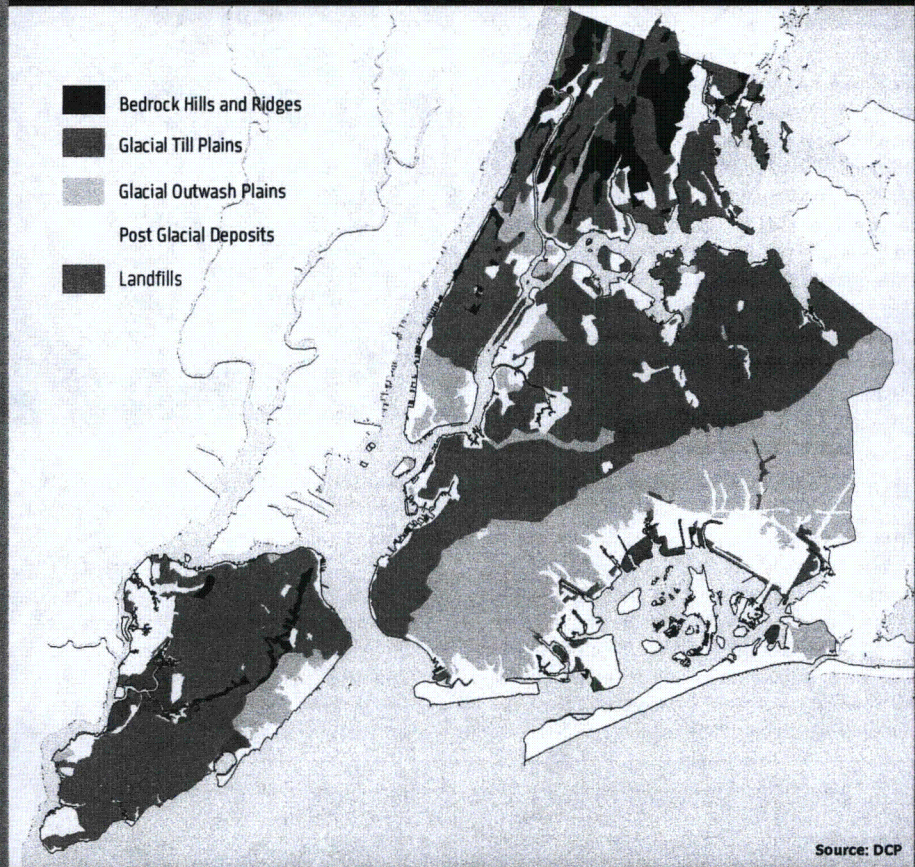 Bedrock Hills and Ridges
Glacial Till Plains
Glacial Outwash Plains
Post Glacial Deposits
Landfills
Source: DCP